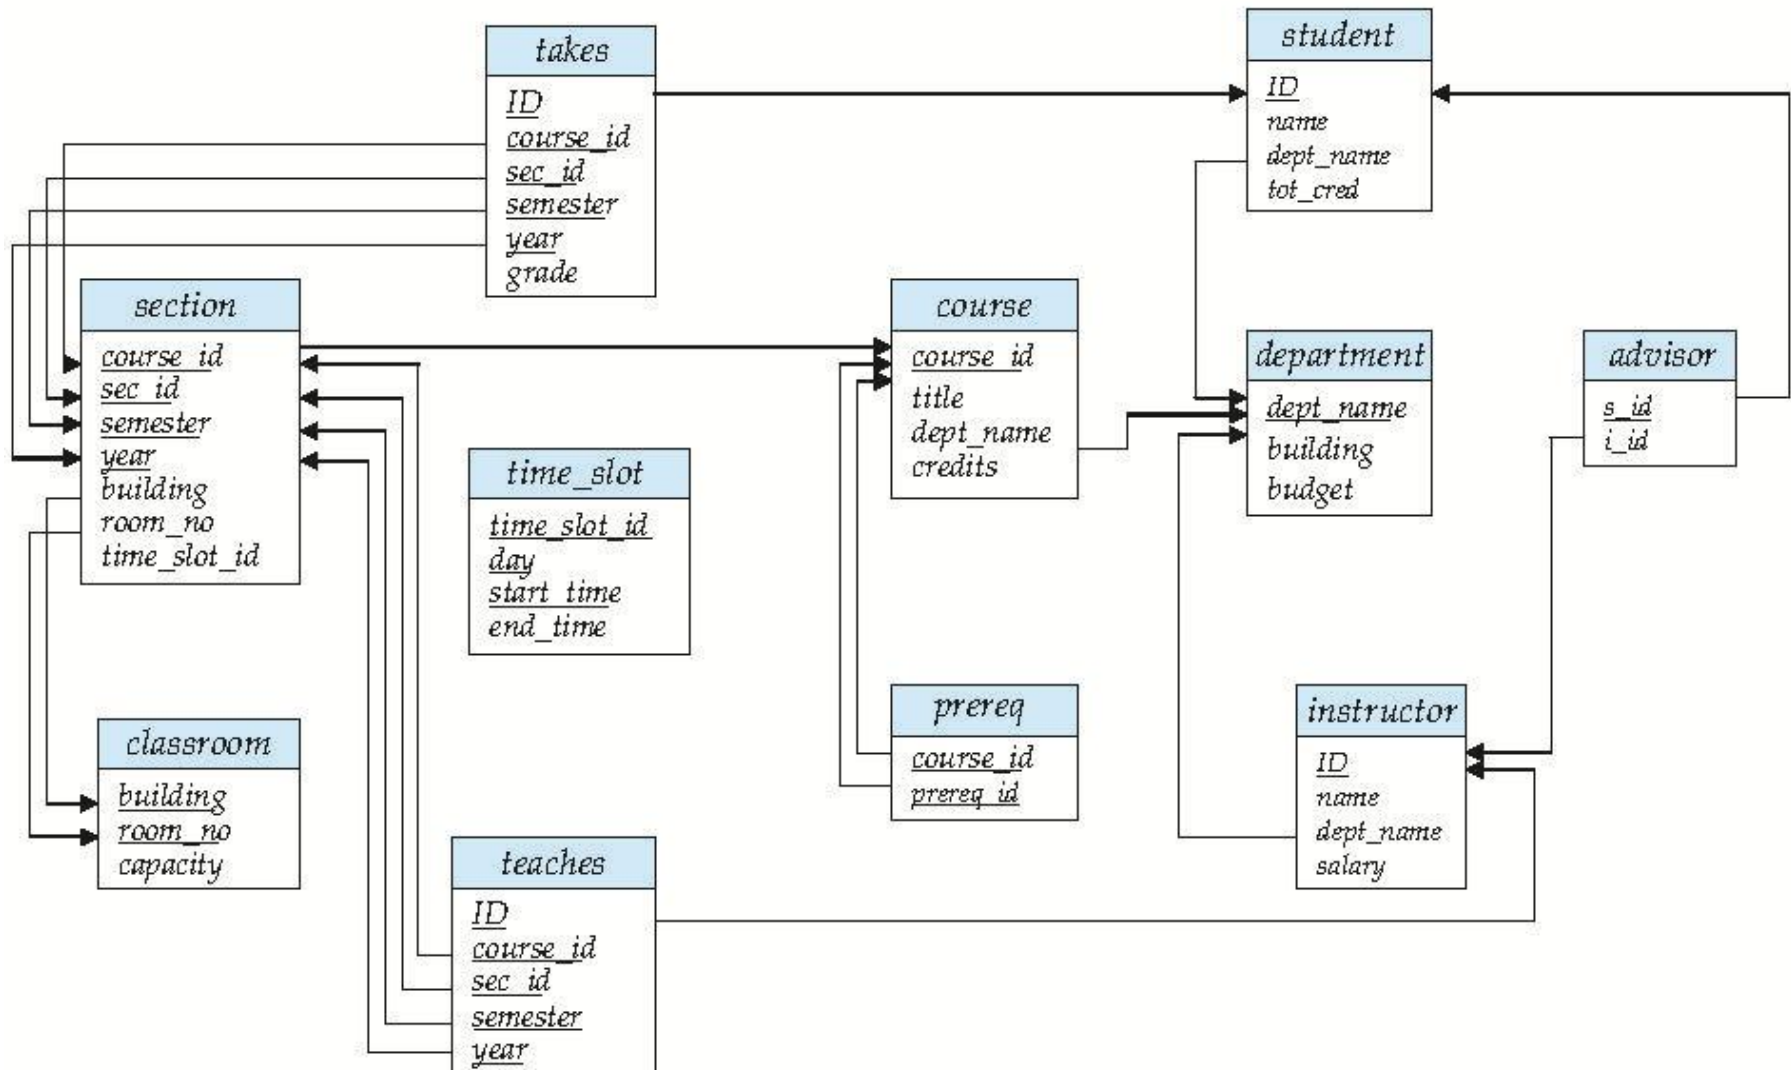 takes
ID
course_id
sec_id
semester
year
grade
student
ID
name
dept_name
tot_cred
section
course_id
sec_id
semester
year
building
room_no
time_slot_id
course
course_id
title
dept_name
credits
department
dept_name
building
budget
advisor
s_id
i_id
time_slot
time_slot_id
day
start_time
end_time
prereq
course_id
prereq_id
instructor
ID
name
dept_name
salary
classroom
building
room_no
capacity
teaches
ID
course_id
sec_id
semester
year